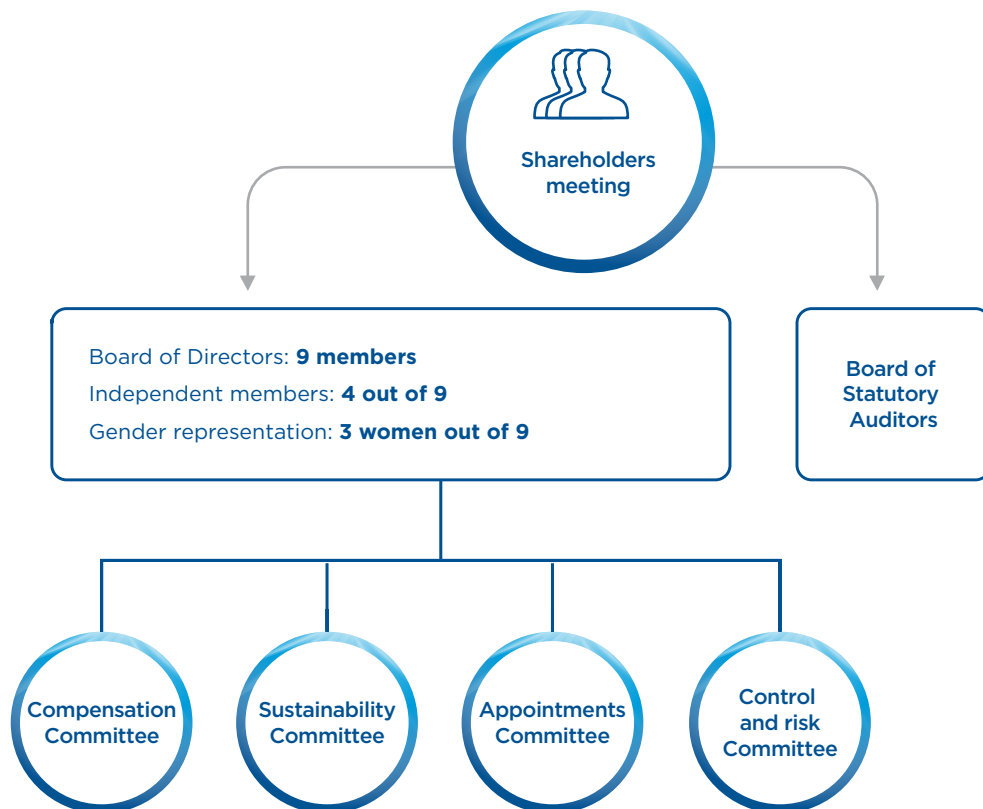 Shareholders
meeting
Board of Directors: 9 members
Independent members: 4 out of 9
Gender representation: 3 women out of 9
Board of
Statutory
Auditors
Compensation
Committee
Sustainability
Committee
Appointments
Committee
Control
and risk
Committee